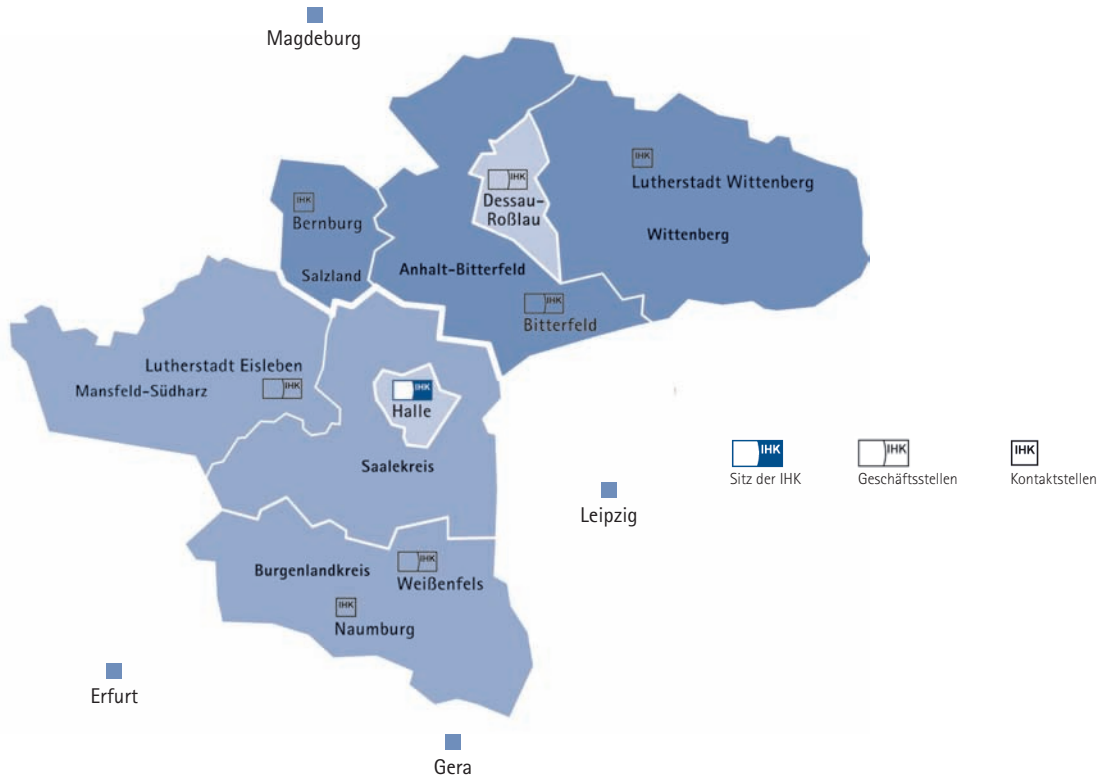 Magdeburg
IHK
Lutherstadt Wittenberg
IHK
Dessau-
Roßlau
IHK
Bernburg
Wittenberg
Anhalt-Bitterfeld
Salzland
IHK
Bitterfeld
Lutherstadt Eisleben
Mansfeld-Südharz
IHK
IHK
Halle
Saalekreis
IHK
Sitz der IHK
IHK
Geschäftsstellen
IHK
Kontaktstellen
Leipzig
Burgenlandkreis
IHK
Weißenfels
IHK
Naumburg
Erfurt
Gera